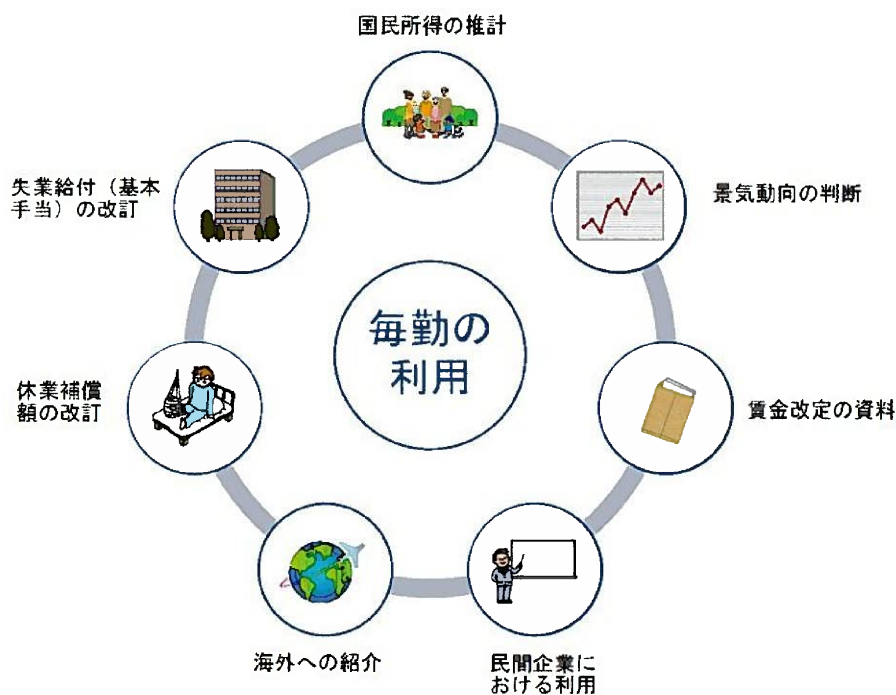 国民所得の推計
景気動向の判断
賃金改定の資料
民間企業に
おける利用
海外への紹介
休業補償
額の改訂
失業給付（基本
手当）の改訂
毎勤の
利用